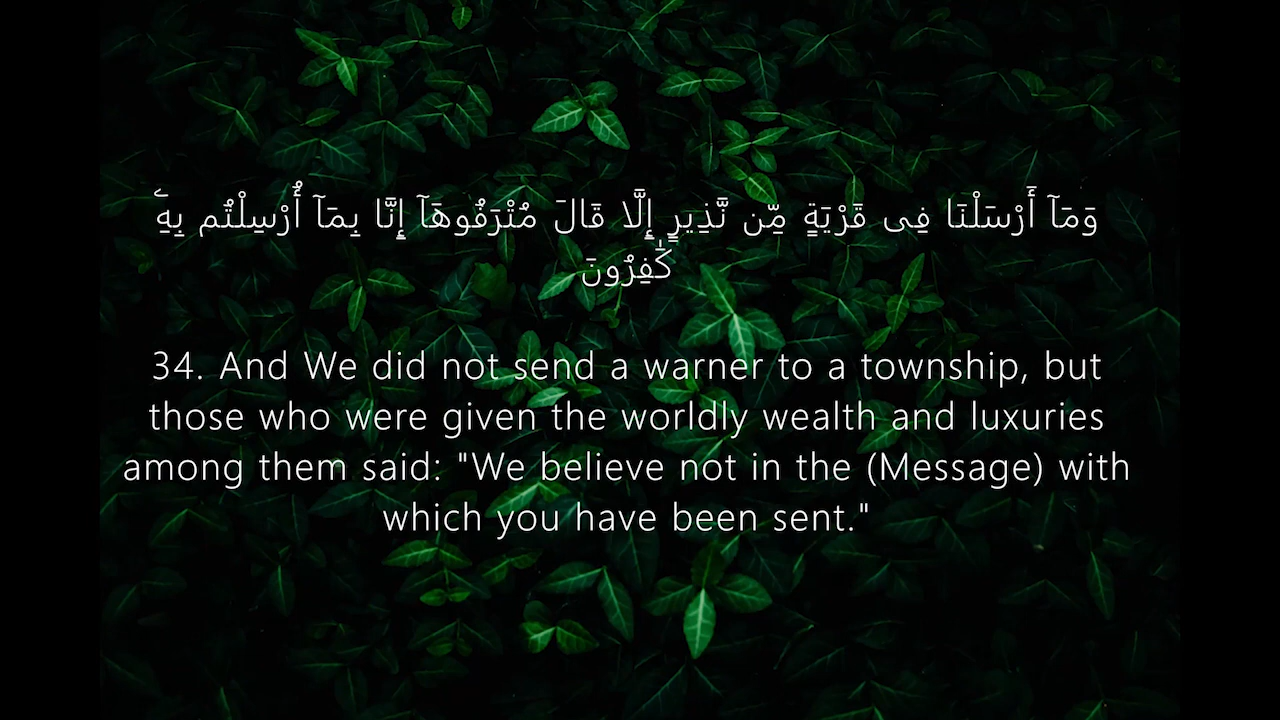 وَمَآ أَرْسَلْنَا فِى قَرْيَةٍ مِّن نَّذِيرٍ إِلَّا قَالَ مُتْرَفُوهَآ إِنَّا بِمَآ أُرْسِلْتُم بِهِۦ
كَٰفِرُونَ
34. And We did not send a warner to a township, but
those who were given the worldly wealth and luxuries
among them said: "We believe not in the (Message) with
which you have been sent."